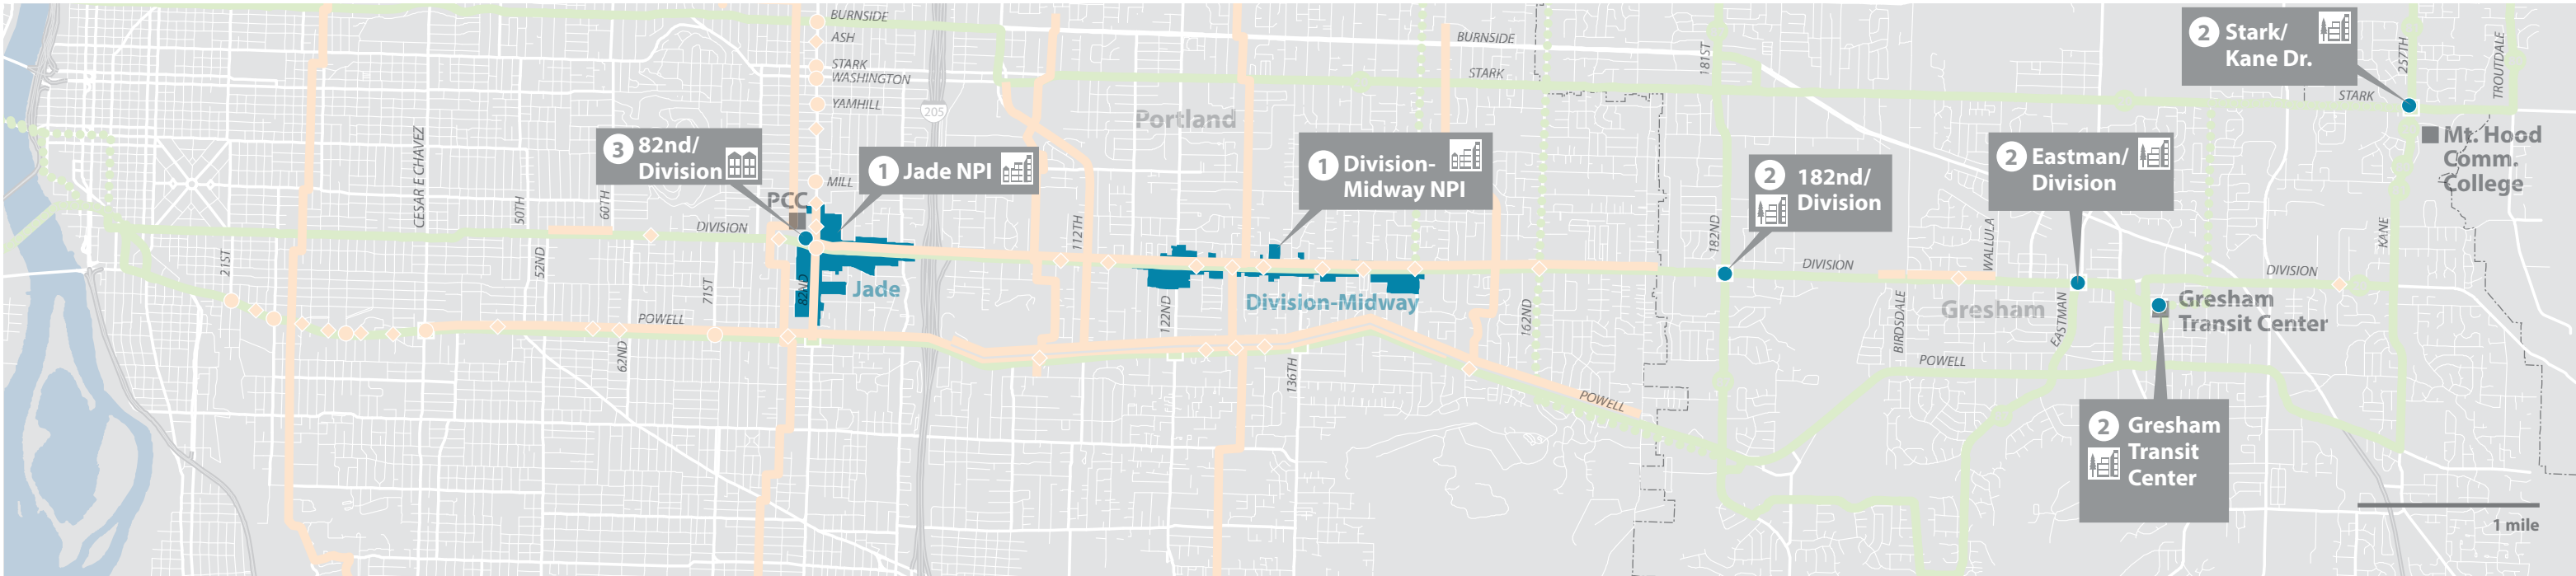 BURNSIDE
ASH
STARK
WASHINGTON
YAMHILL
MILL
205
BURNSIDE
STARK
181ST
2 Stark/
Kane Dr.
257TH
TROUTDALE
STARK
Mt. Hood
Comm.
College
Portland
3 82nd/
Division
PCC
1 Jade NPI
1 Division-
Midway NPI
2 182nd/
Division
2 Eastman/
Division
CESAR E CHAVEZ
50TH
60TH
DIVISION
112TH
182ND
WALLULA
KANE
21ST
52ND
71ST
82ND
Jade
122ND
Division-Midway
162ND
DIVISION
DIVISION
BIRDSDALE
Gresham
EASTMAN
Gresham
Transit Center
POWELL
62ND
136TH
POWELL
POWELL
2 Gresham
Transit
Center
1 mile